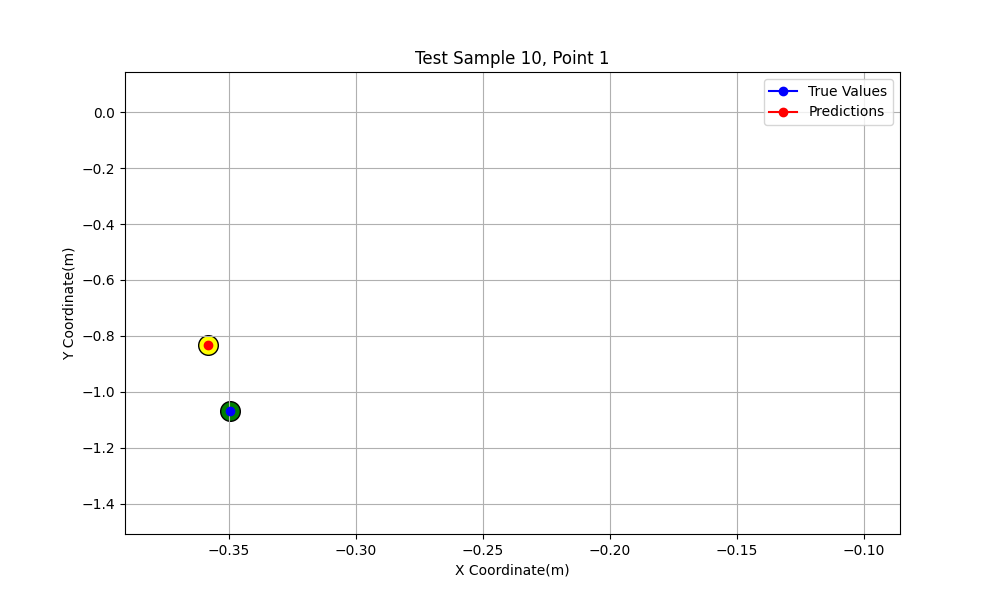 Test Sample 10, Point 1
True Values
Predictions
0.0
−0.2
−0.4
−0.6
−0.8
−1.0
−1.2
−1.4
Y Coordinate(m)
−0.35
−0.30
−0.25
−0.20
−0.15
−0.10
X Coordinate(m)